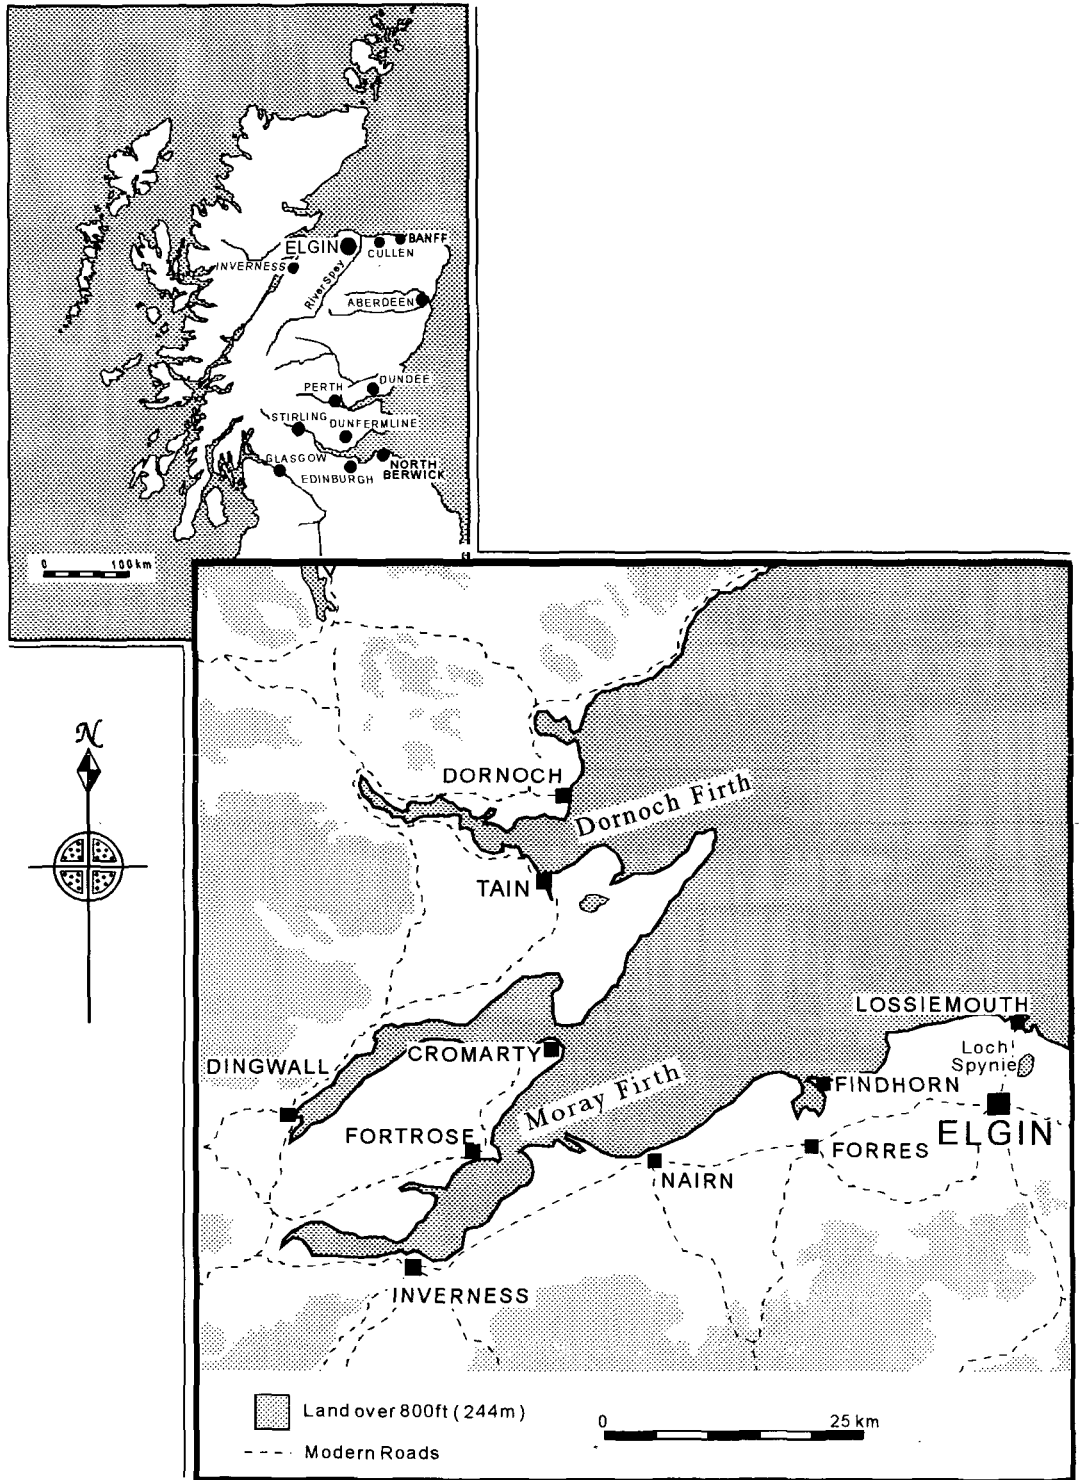 ELGIN
BANFF
CULLEN
INVERNESS
River Spey
ABERDEEN
DUNDEE
PERTH
STIRLING
DUNFERMLINE
GLASGOW
NORTH
BERWICK
EDINBURGH
0 100 km
N
DORNOCH
Dornoch Firth
TAIN
LOSSIEMOUTH
Loch
Spynie
CROMARTY
DINGWALL
Moray Firth
FINDHORN
ELGIN
FORTROSE
FORRES
NAIRN
INVERNESS
Land over 800ft (244m)
0 25 km
Modern Roads